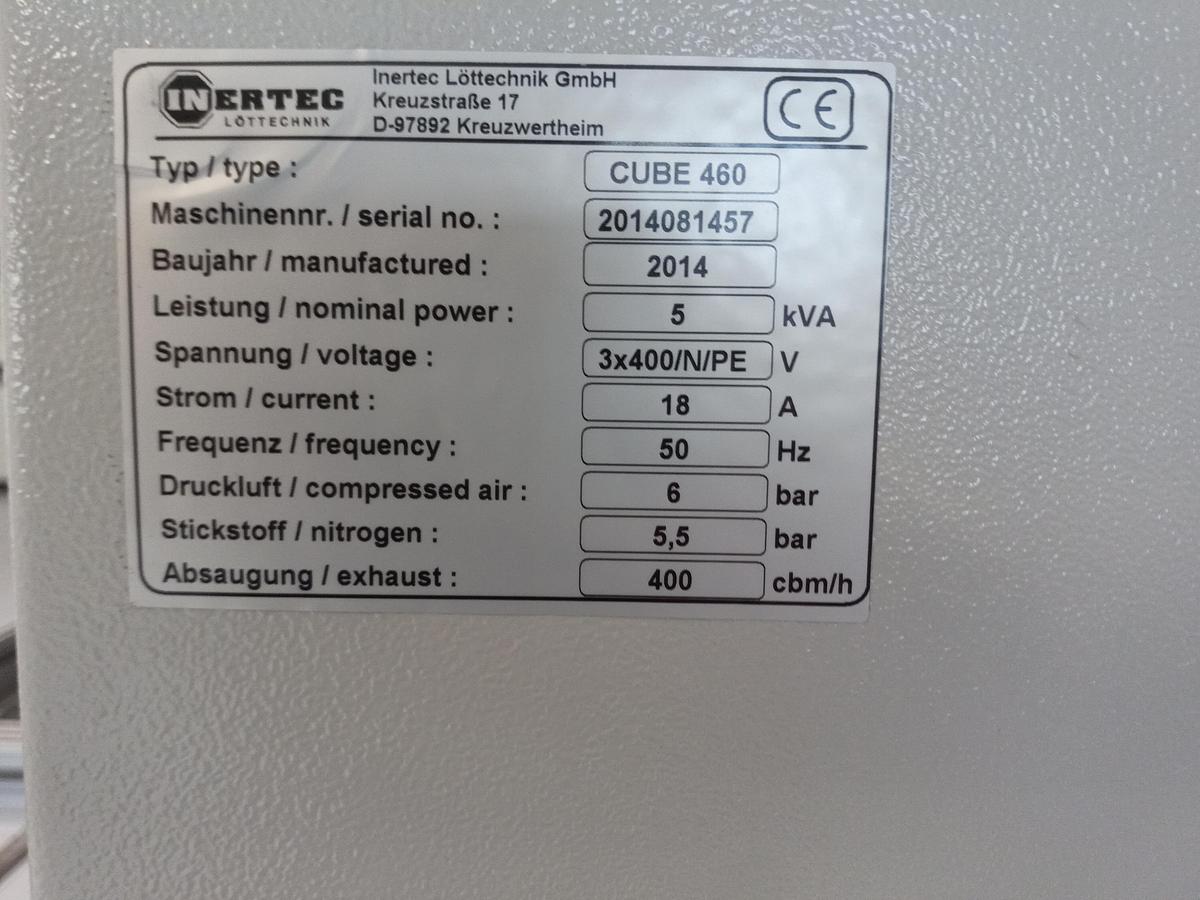 INERTEC
LÖTTECHNIK
Inertec Löttechnik GmbH
Kreuzstraße 17
D-97892 Kreuzwertheim
CE
Typ / type : CUBE 460
Maschinennr. / serial no. : 2014081457
Baujahr / manufactured : 2014
Leistung / nominal power : 5 kVA
Spannung / voltage : 3x400/N/PE V
Strom / current : 18 A
Frequenz / frequency : 50 Hz
Druckluft / compressed air : 6 bar
Stickstoff / nitrogen : 5,5 bar
Absaugung / exhaust : 400 cbm/h